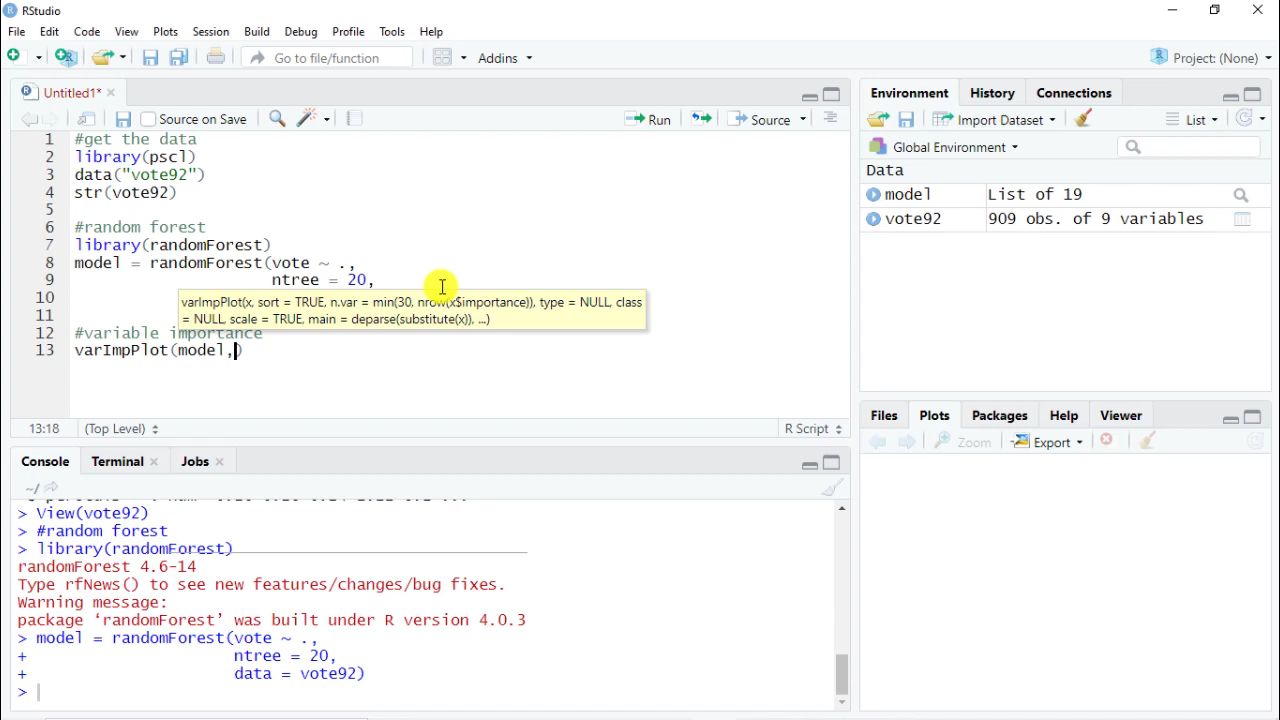 RStudio
File Edit Code View Plots Session Build Debug Profile Tools Help
Go to file/function Addins Project: (None)
Untitled1*
Source on Save Run Source
1 #get the data
2 library(pscl)
3 data("vote92")
4 str(vote92)
5
6 #random forest
7 library(randomForest)
8 model = randomForest(vote ~ .,
9 ntree = 20,
10
11
varImpPlot(x, sort = TRUE, n.var = min(30, nrow(x$importance)), type = NULL, class
= NULL, scale = TRUE, main = deparse(substitute(x)), ...)
12 #variable importance
13 varImpPlot(model,)
13:18 (Top Level) R Script
Console Terminal Jobs
~/
> View(vote92)
> #random forest
> library(randomForest)
randomForest 4.6-14
Type rfNews() to see new features/changes/bug fixes.
Warning message:
package ‘randomForest’ was built under R version 4.0.3
> model = randomForest(vote ~ .,
+ ntree = 20,
+ data = vote92)
>
Environment History Connections
Import Dataset List
Global Environment
Data
model List of 19
vote92 909 obs. of 9 variables
Files Plots Packages Help Viewer
Zoom Export